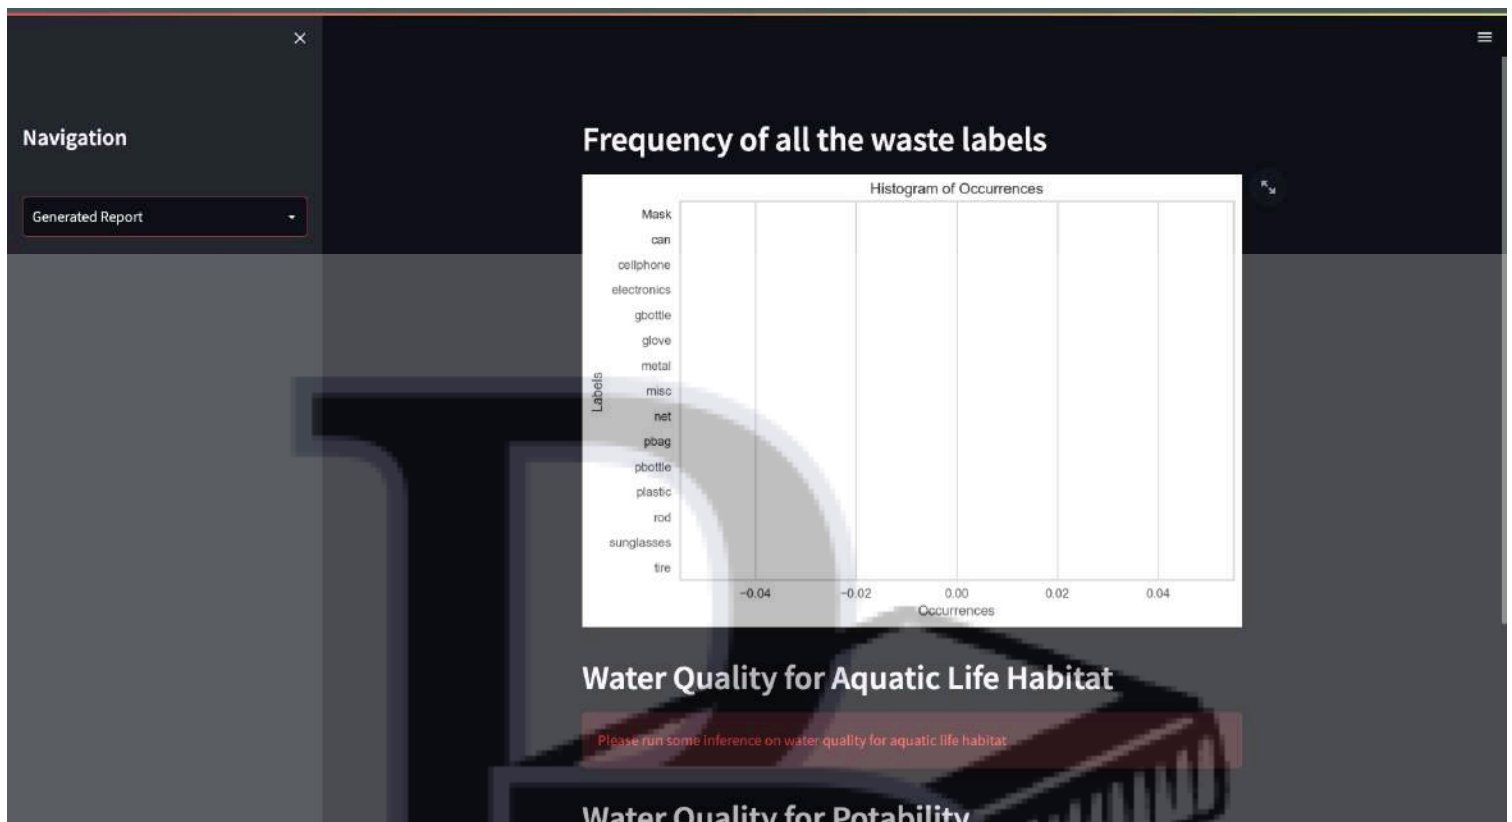 Navigation
Generated Report
Frequency of all the waste labels
Histogram of Occurrences
Labels
Mask
can
cellphone
electronics
gbottle
glove
metal
misc
net
pbag
pbottle
plastic
rod
sunglasses
tire
−0.04 −0.02 0.00 0.02 0.04
Occurrences
Water Quality for Aquatic Life Habitat
Please run some inference on water quality for aquatic life habitat
Water Quality for Potability